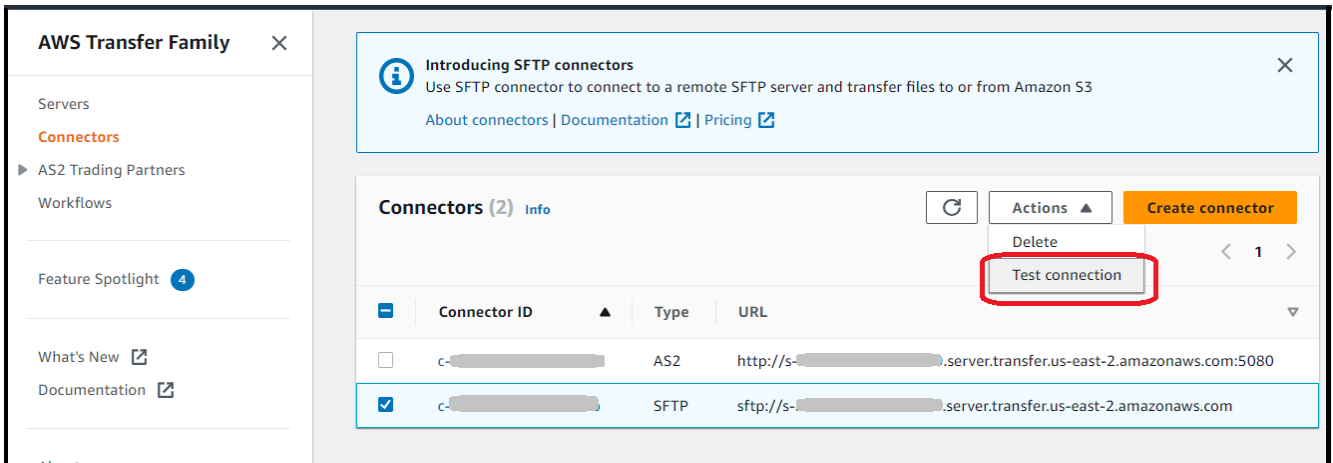 AWS Transfer Family
Servers
Connectors
AS2 Trading Partners
Workflows
Feature Spotlight 4
What's New
Documentation
Introducing SFTP connectors
Use SFTP connector to connect to a remote SFTP server and transfer files to or from Amazon S3
About connectors | Documentation | Pricing
Connectors (2) Info
Actions
Create connector
Delete
Test connection
1
Connector ID Type URL
c- AS2 http://s- .server.transfer.us-east-2.amazonaws.com:5080
c- SFTP sftp://s- .server.transfer.us-east-2.amazonaws.com